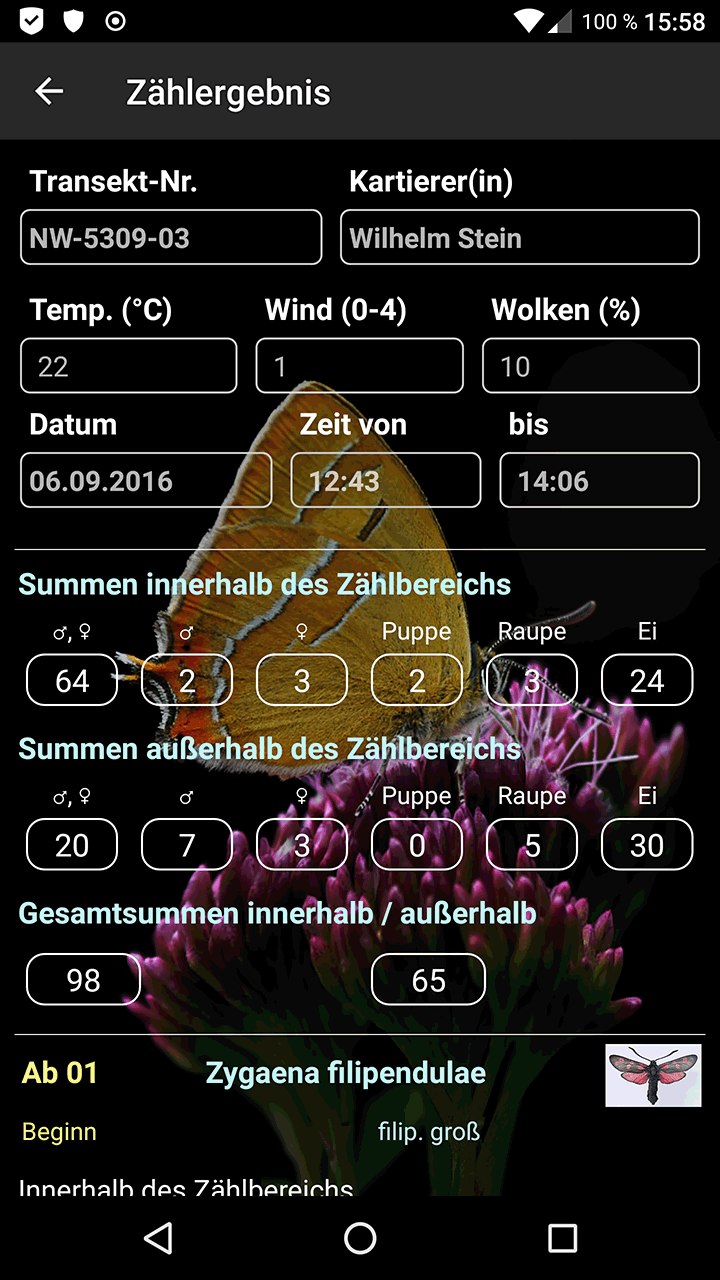 100 % 15:58
Zählergebnis
Transekt-Nr. Kartierer(in)
NW-5309-03 Wilhelm Stein
Temp. (°C) Wind (0-4) Wolken (%)
22 1 10
Datum Zeit von bis
06.09.2016 12:43 14:06
Summen innerhalb des Zählbereichs
♂, ♀ ♂ ♀ Puppe Raupe Ei
64 2 3 2 3 24
Summen außerhalb des Zählbereichs
♂, ♀ ♂ ♀ Puppe Raupe Ei
20 7 3 0 5 30
Gesamtsummen innerhalb / außerhalb
98 65
Ab 01 Zygaena filipendulae
Beginn filip. groß
Innerhalb des Zählbereichs